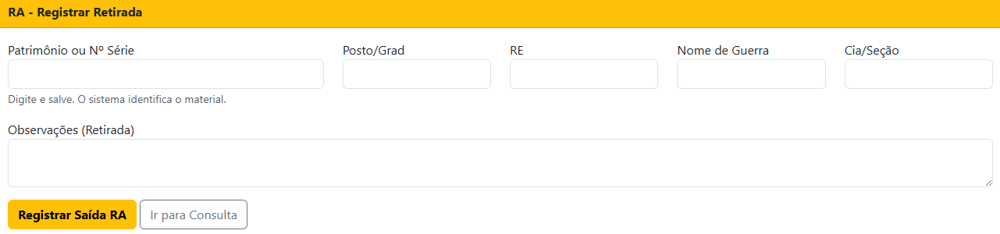 RA - Registrar Retirada
Patrimônio ou Nº Série Posto/Grad RE Nome de Guerra Cia/Seção
Digite e salve. O sistema identifica o material.
Observações (Retirada)
Registrar Saída RA Ir para Consulta